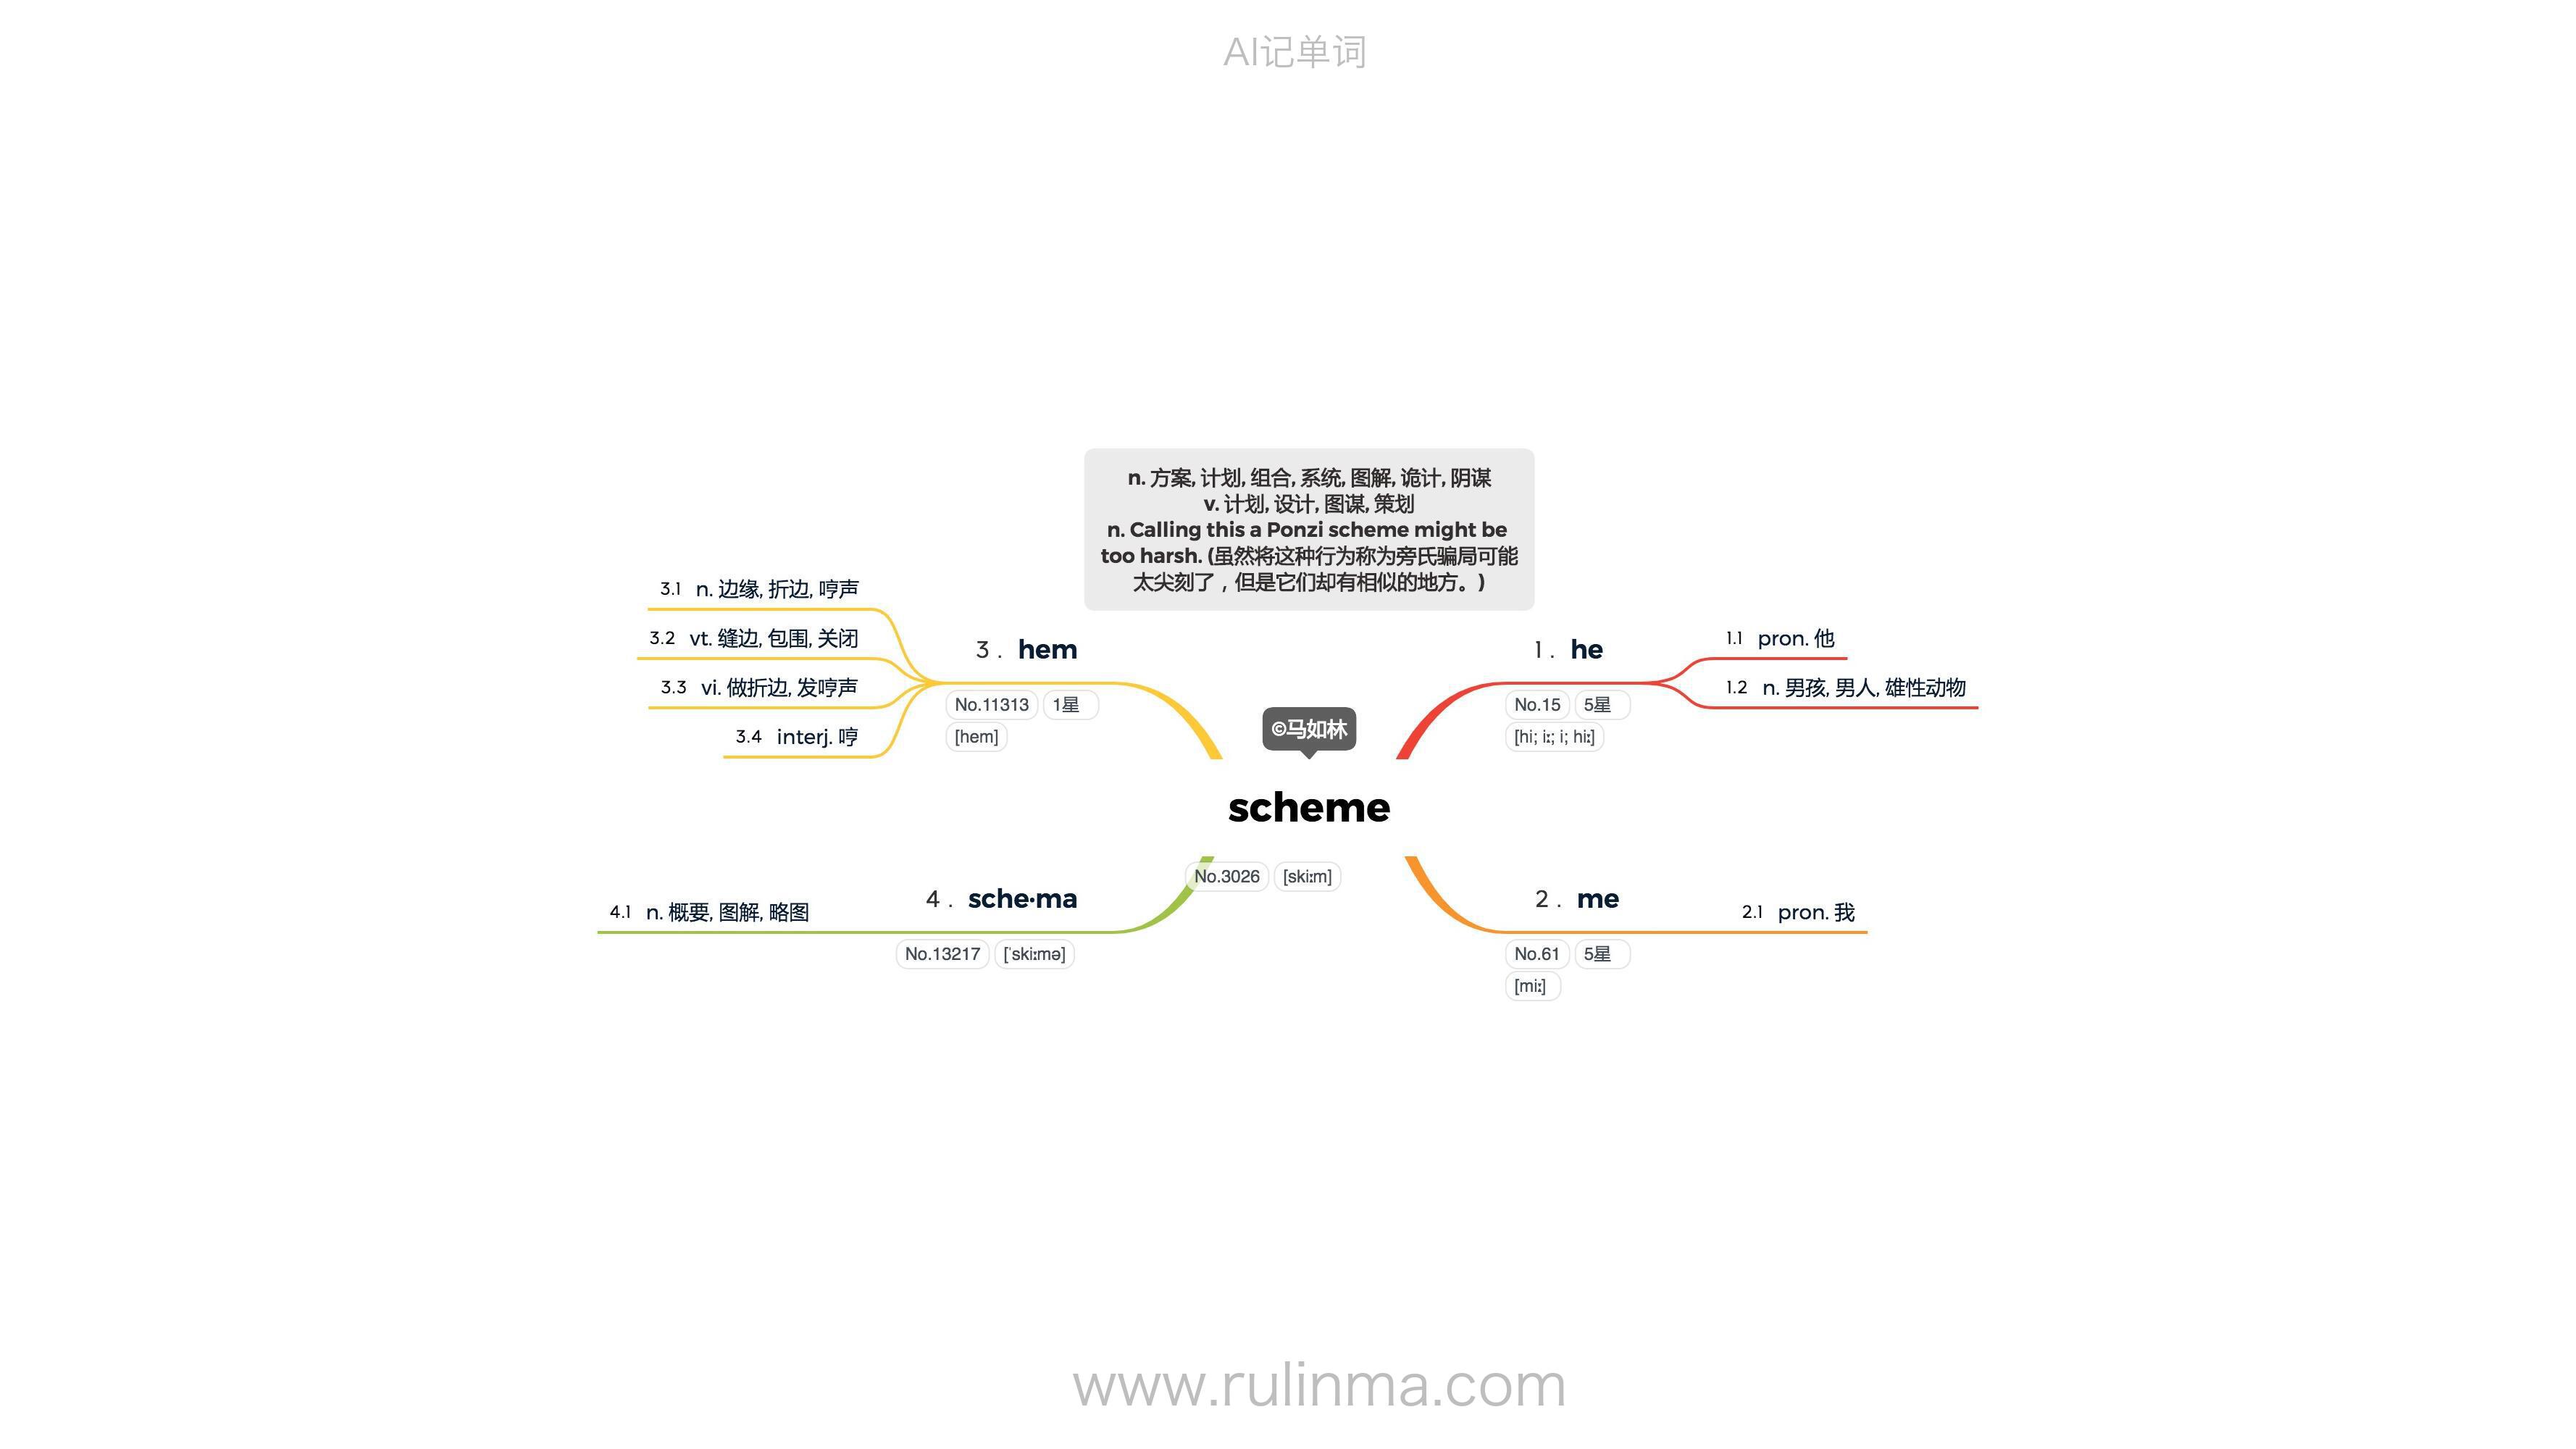 AI记单词
n. 方案, 计划, 组合, 系统, 图解, 诡计, 阴谋
v. 计划, 设计, 图谋, 策划
n. Calling this a Ponzi scheme might be
too harsh. (虽然将这种行为称为旁氏骗局可能
太尖刻了，但是它们却有相似的地方。)
©马如林
scheme
No.3026 [skiːm]
1 . he
No.15 5星
[hi; iː; i; hiː]
1.1 pron. 他
1.2 n. 男孩, 男人, 雄性动物
2 . me
No.61 5星
[miː]
2.1 pron. 我
3 . hem
No.11313 1星
[hem]
3.1 n. 边缘, 折边, 哼声
3.2 vt. 缝边, 包围, 关闭
3.3 vi. 做折边, 发哼声
3.4 interj. 哼
4 . sche·ma
No.13217 [ˈskiːmə]
4.1 n. 概要, 图解, 略图
www.rulinma.com